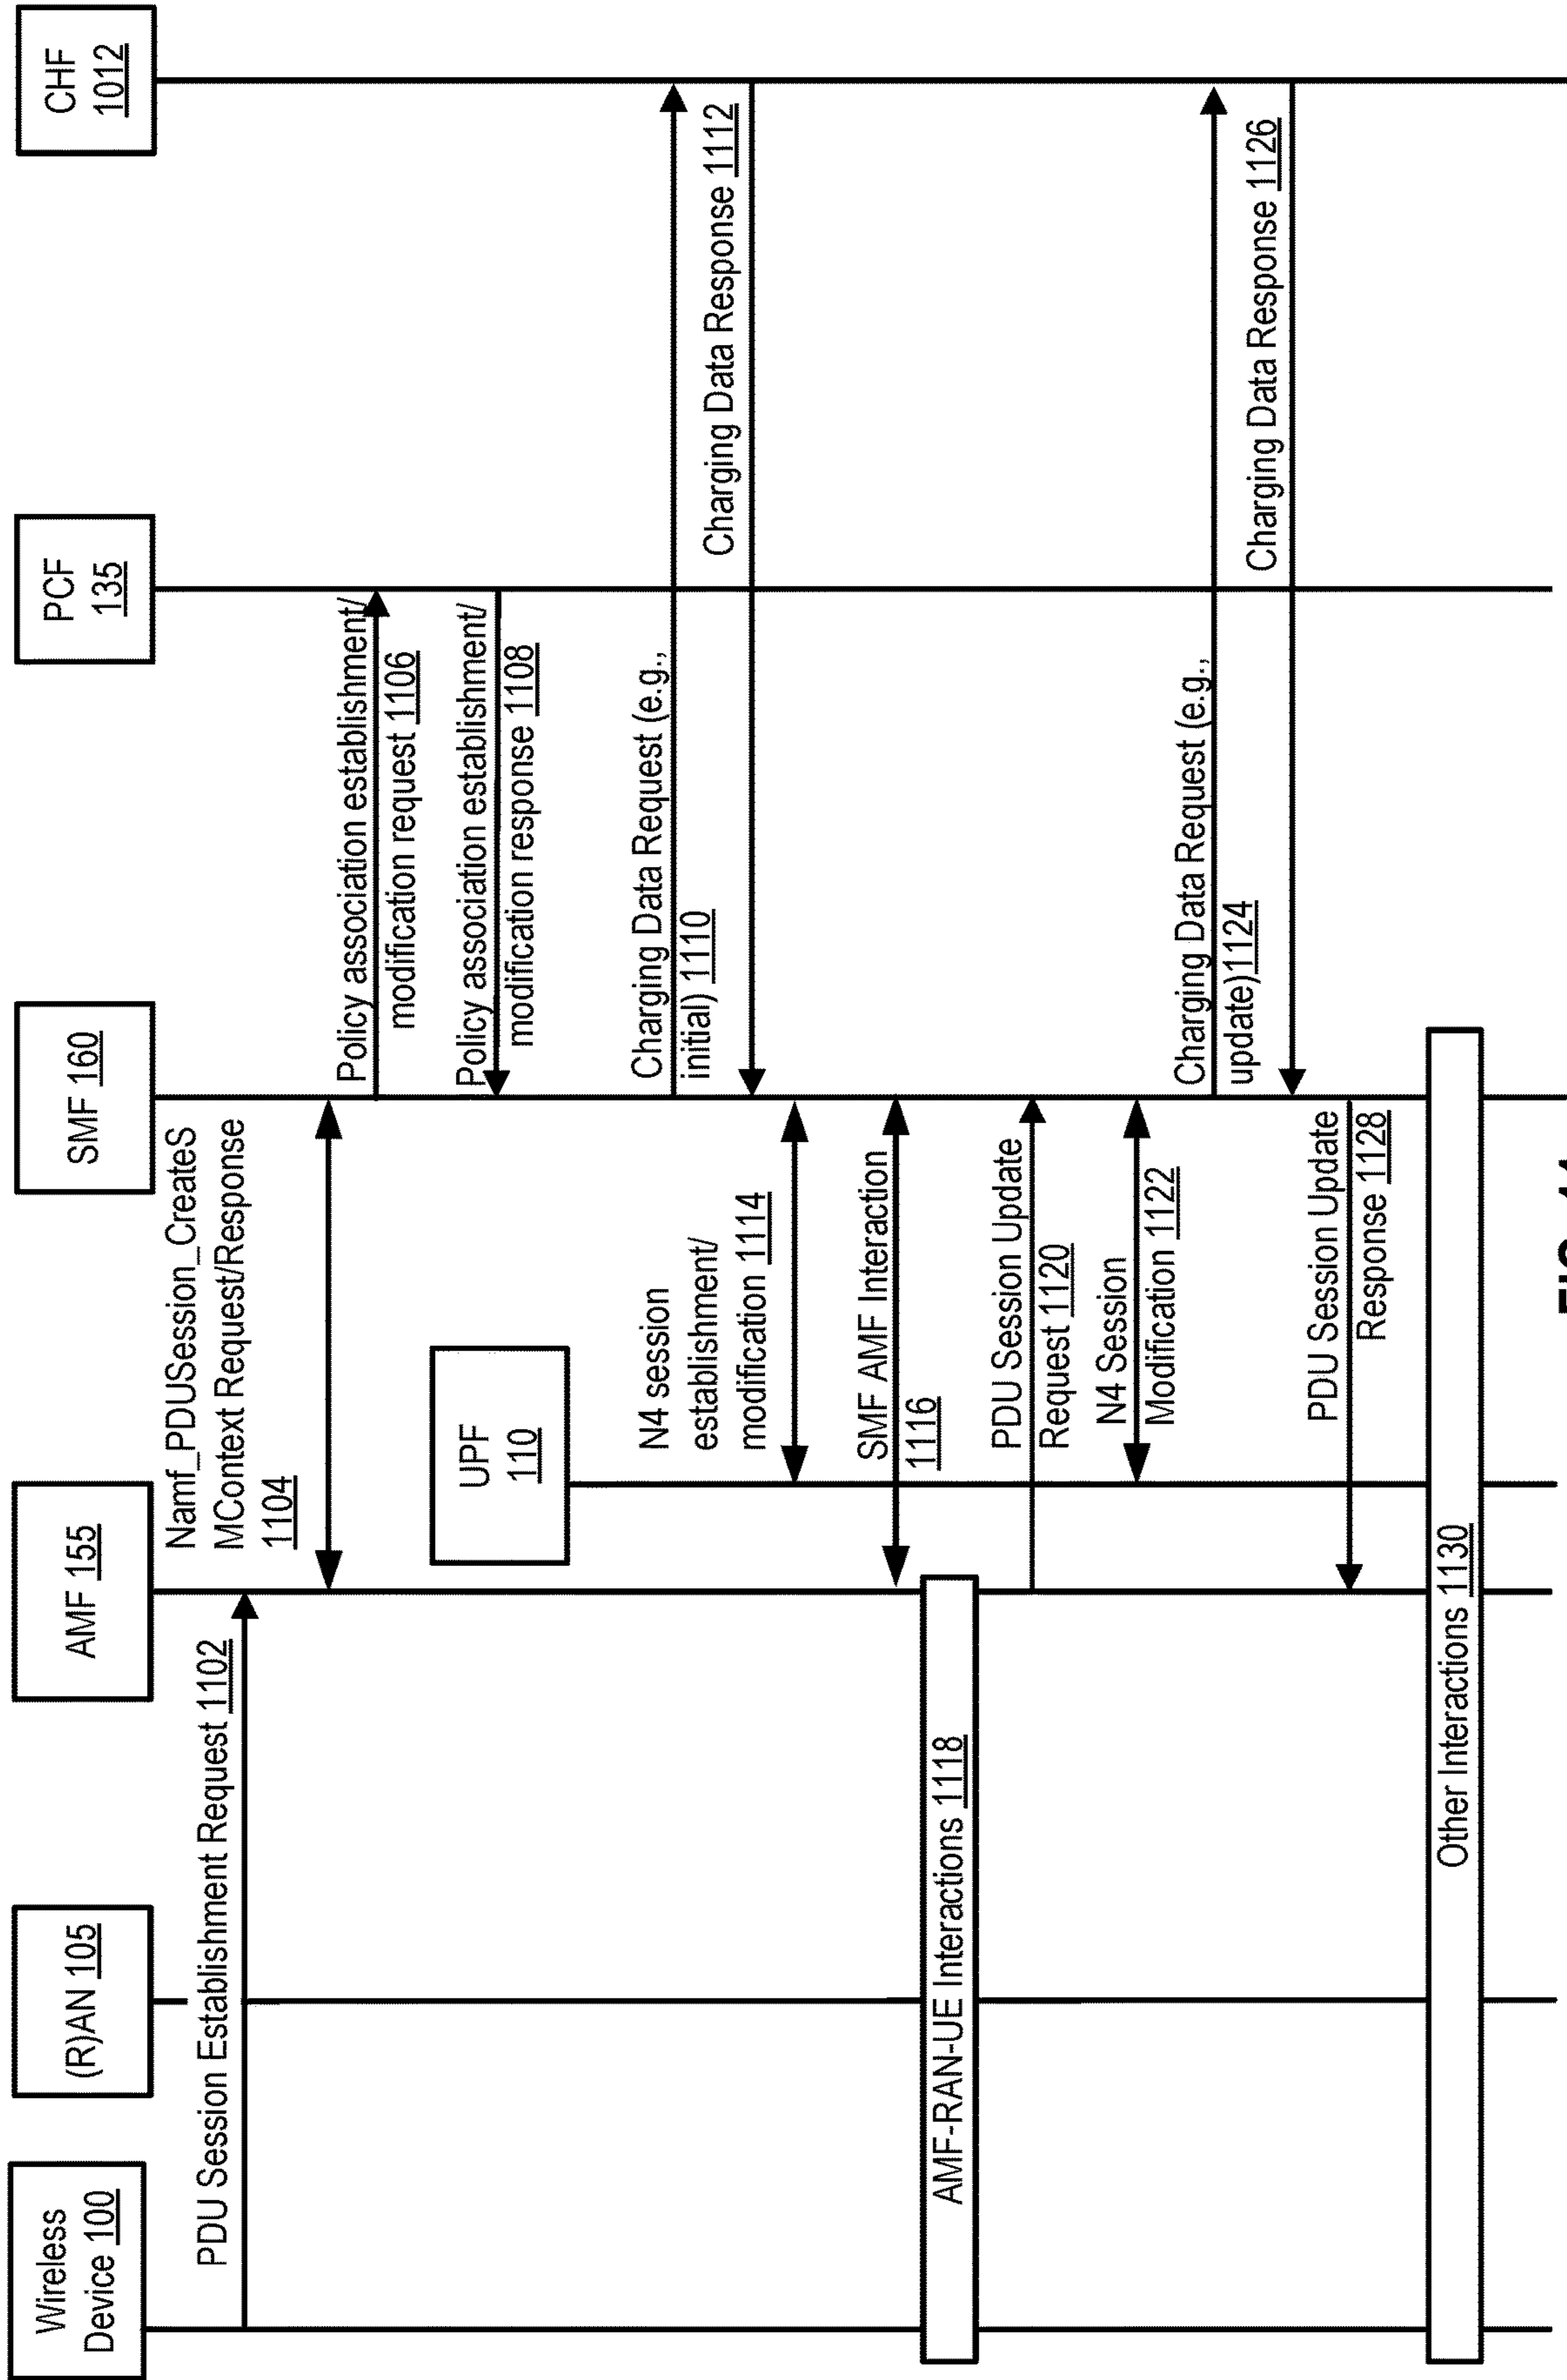 Wireless
Device 100
(R)AN 105
AMF 155
SMF 160
PCF
135
CHF
1012
PDU Session Establishment Request 1102
Namf_PDUSession_CreateS
MContext Request/Response
1104
Policy association establishment/
modification request 1106
UPF
110
Policy association establishment/
modification response 1108
Charging Data Request (e.g.,
initial) 1110
Charging Data Response 1112
N4 session
establishment/
modification 1114
SMF AMF Interaction
1116
AMF-RAN-UE Interactions 1118
PDU Session Update
Request 1120
N4 Session
Modification 1122
Charging Data Request (e.g.,
update)1124
Charging Data Response 1126
PDU Session Update
Response 1128
Other Interactions 1130